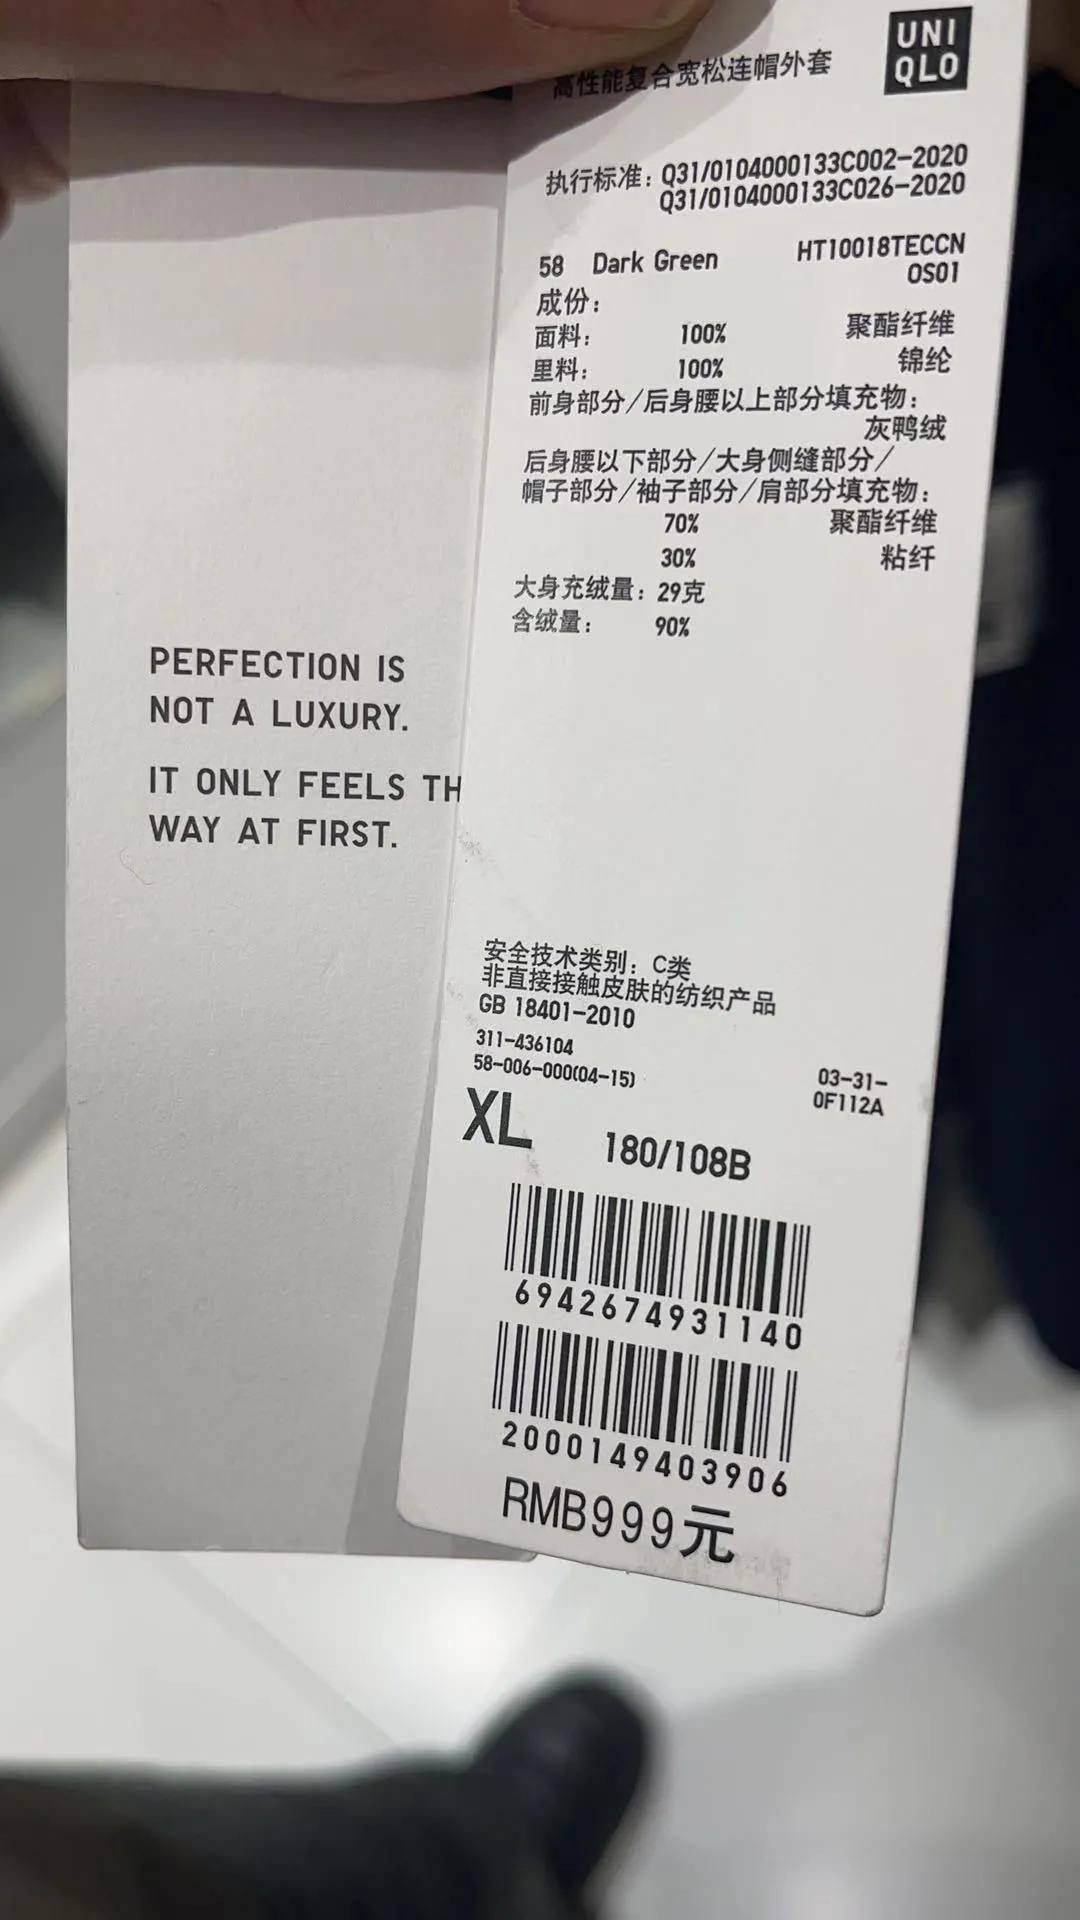 PERFECTION IS
NOT A LUXURY.
IT ONLY FEELS TH
WAY AT FIRST.
UNI
QLO
高性能复合宽松连帽外套
执行标准：Q31/0104000133C002-2020
Q31/0104000133C026-2020
58 Dark Green HT10018TECCN
OS01
成份：
面料： 100% 聚酯纤维
里料： 100% 锦纶
前身部分/后身腰以上部分填充物：
灰鸭绒
后身腰以下部分/大身侧缝部分/
帽子部分/袖子部分/肩部分填充物：
70% 聚酯纤维
30% 粘纤
大身充绒量：29克
含绒量： 90%
安全技术类别：C类
非直接接触皮肤的纺织产品
GB 18401-2010
311-436104
58-006-000(04-15) 03-31-
0F112A
XL 180/108B
6942674931140
2000149403906
RMB999元